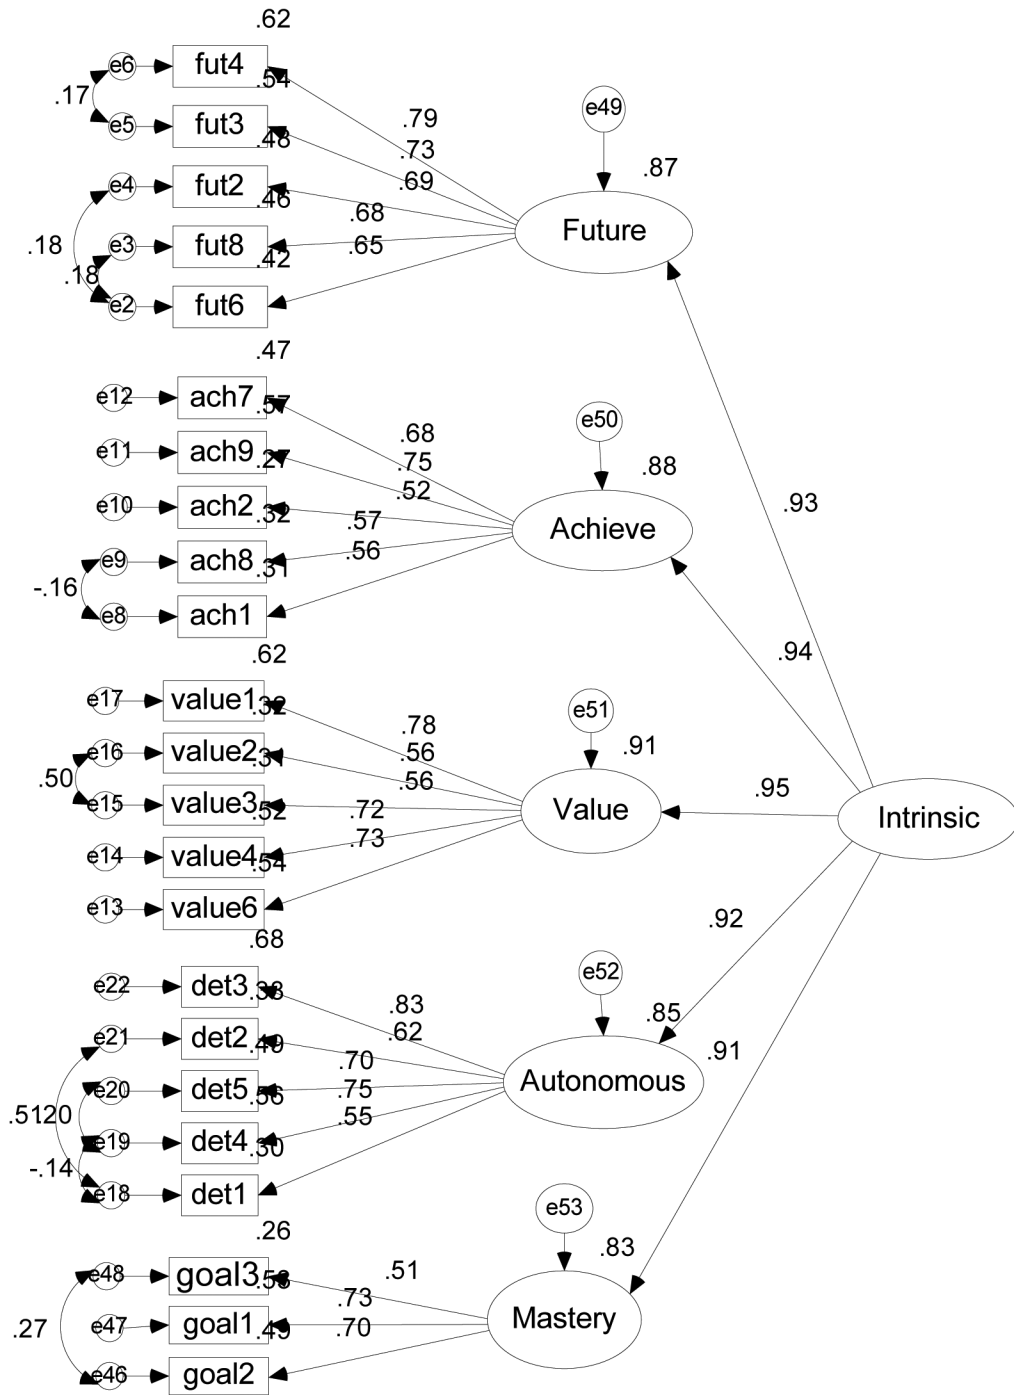 .62
e6 fut4 .54
.17 .79
e5 fut3 .48 .73
e49
.87
e4 fut2 .46 .69
.18 e3 fut8 .42 .68 Future
.18 .65
e2 fut6
.47
e12 ach7 .57
e50
e11 ach9 .27 .68
.75 .88
e10 ach2 .32 .52 .93
e9 ach8 .31 .57 Achieve
-.16 .56
e8 ach1
.62 .94
e17 value1 .32
e51
e16 value2 .31 .78
.56 .91
.50 .56
e15 value3 .52 .72 Value .95 Intrinsic
e14 value4 .54 .73
e13 value6
.68 .92
e22 det3 .38
e52
e21 det2 .49 .83
.62 .85
e20 det5 .56 .70 Autonomous .91
.51 .20 .75
e19 det4 .30 .55
-.14
e18 det1
.26
e53
.83
e48 goal3 .53 .51
.27 e47 goal1 .49 .73 Mastery
.70
e46 goal2